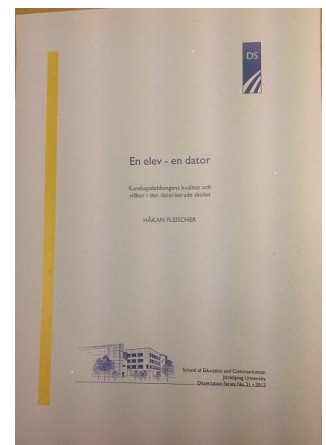 DS
En elev - en dator
Kunskapsbildningens kvalitet och
villkor i den datoriserade skolan
HÅKAN FLEISCHER
School of Education and Communication
Jönköping University
Dissertation Series No. 21 • 2013